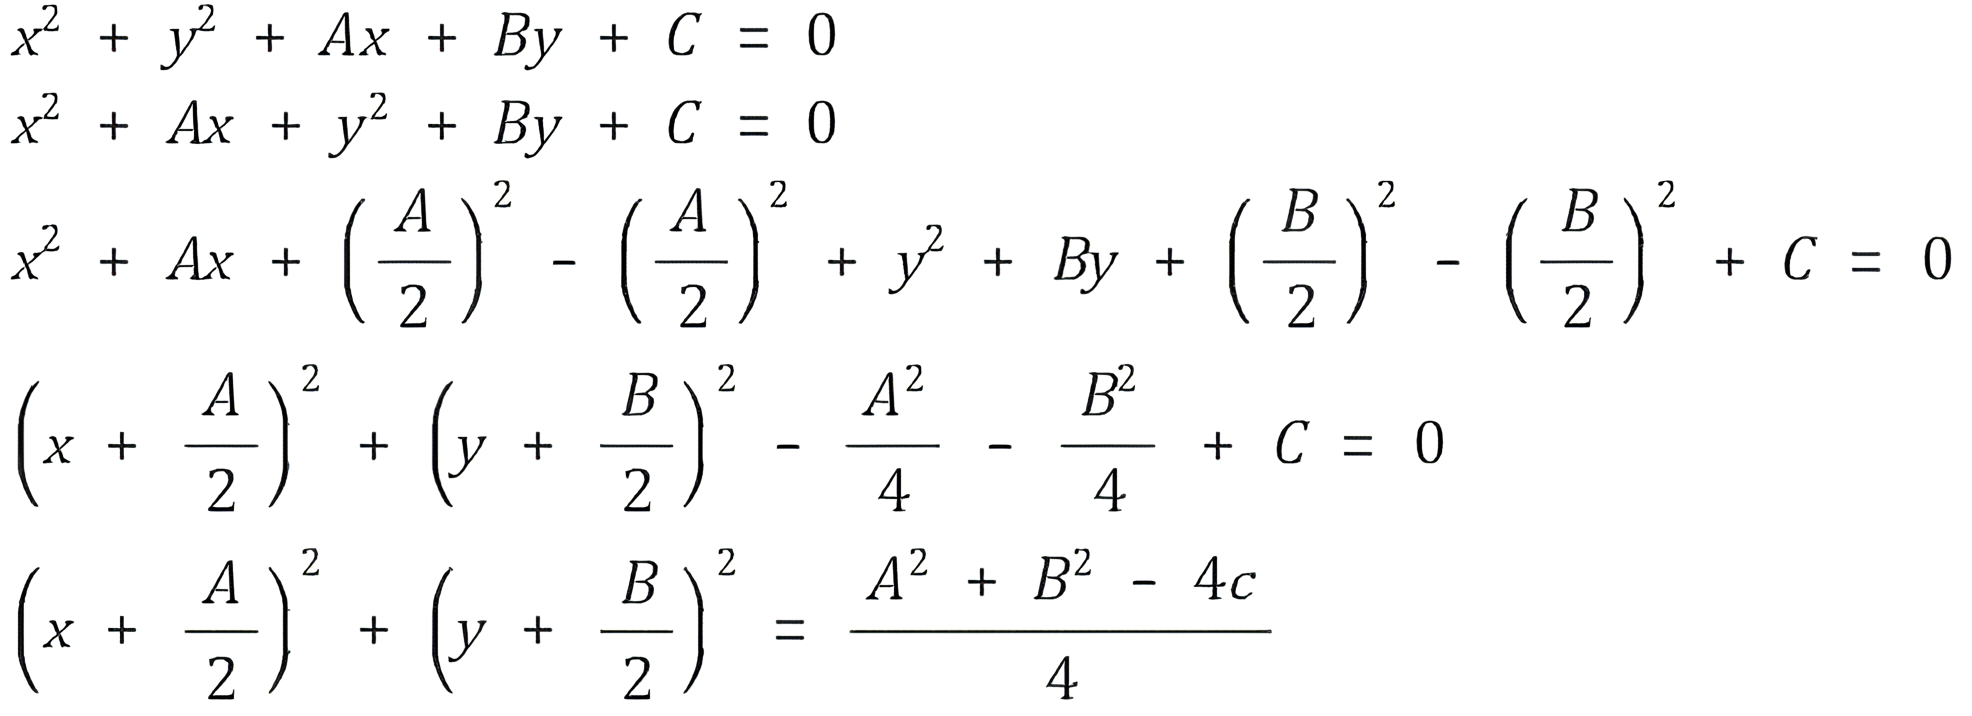 x² + y² + Ax + By + C = 0
x² + Ax + y² + By + C = 0
x² + Ax + (A/2)² - (A/2)² + y² + By + (B/2)² - (B/2)² + C = 0
(x + A/2)² + (y + B/2)² - A²/4 - B²/4 + C = 0
(x + A/2)² + (y + B/2)² = (A² + B² - 4c)/4